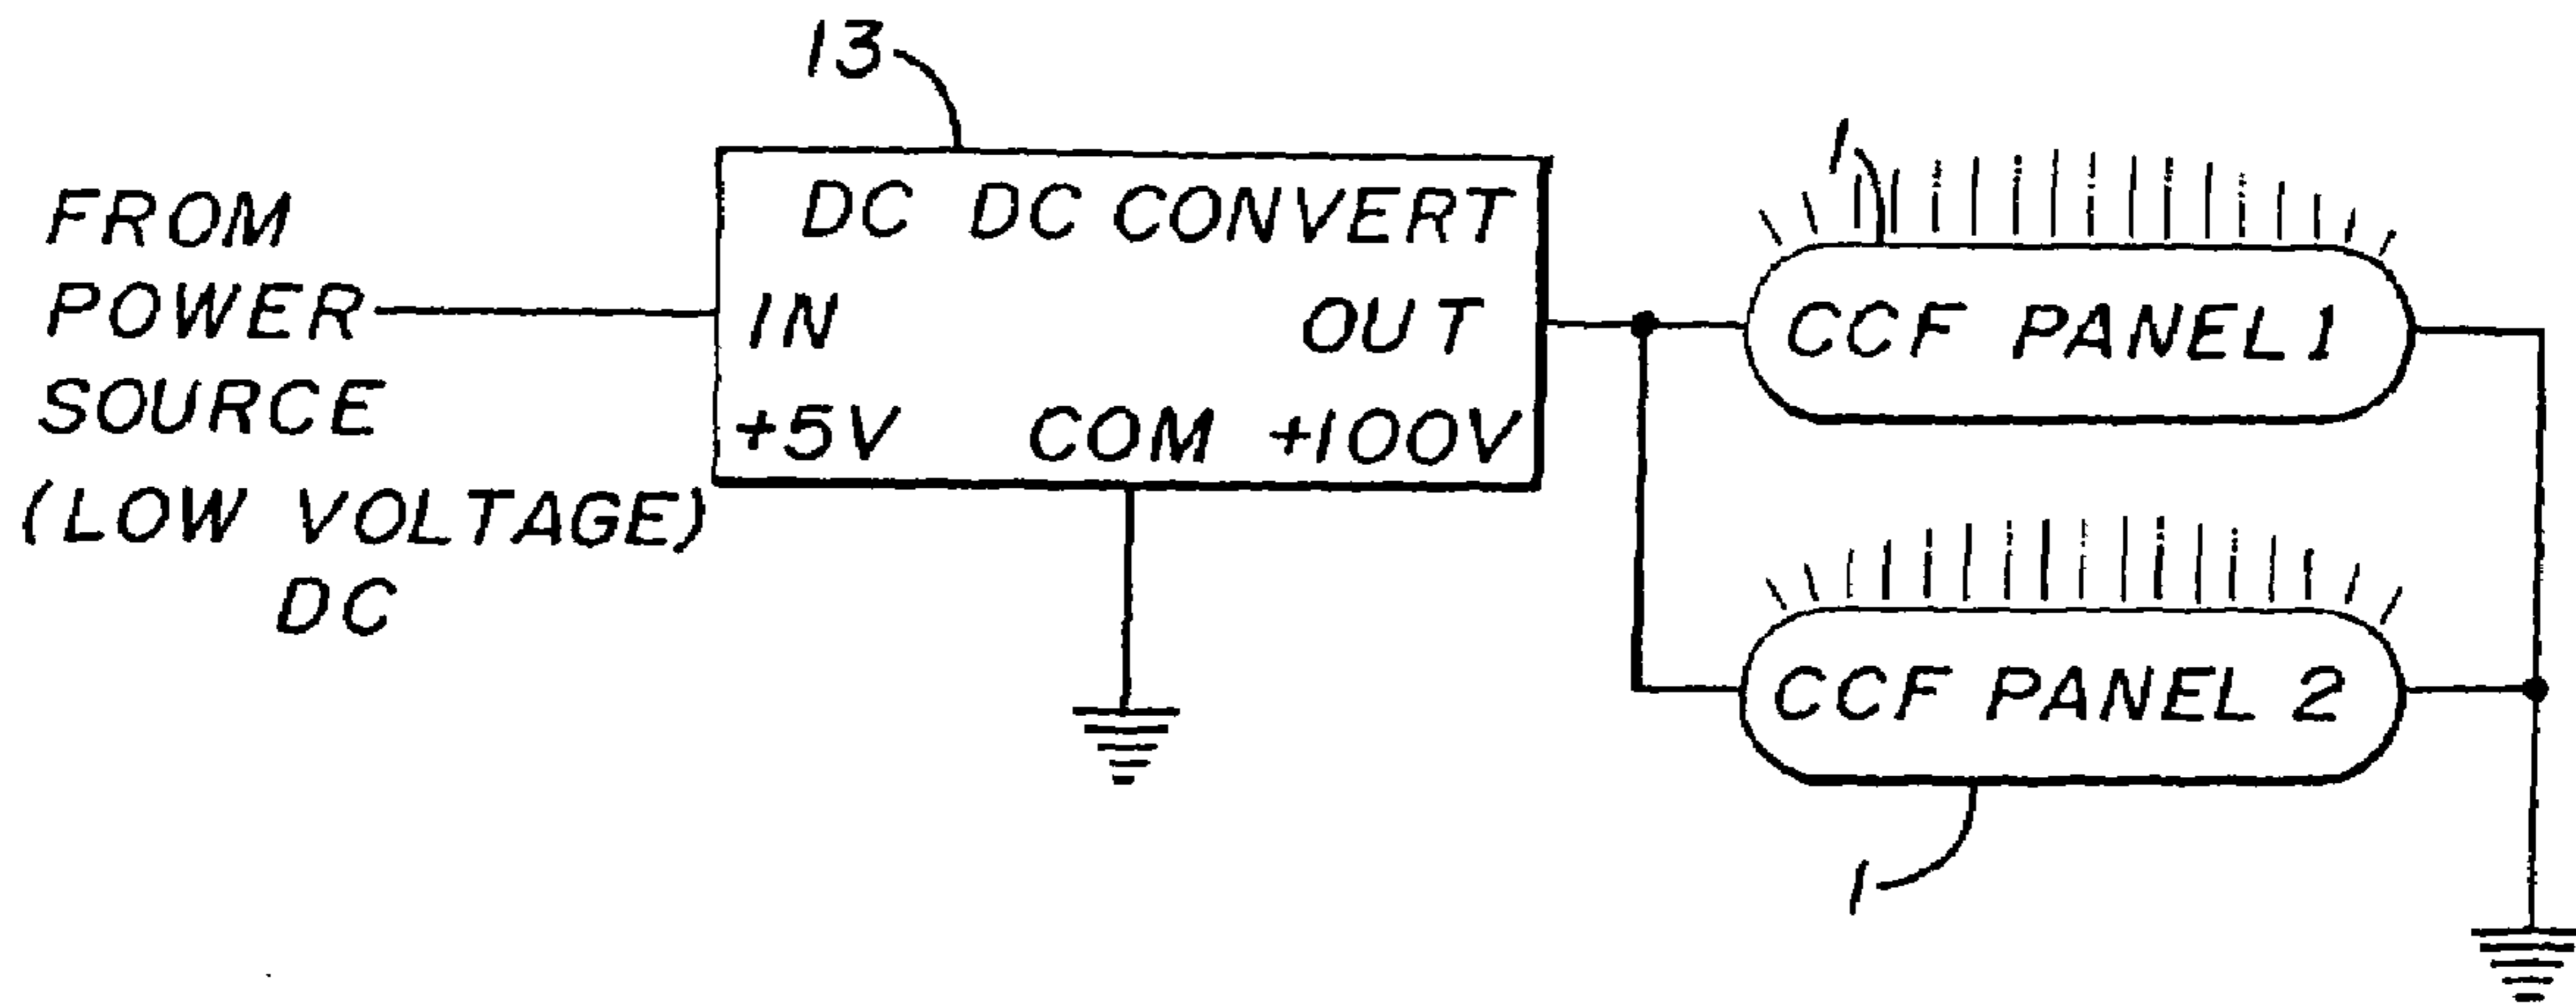 13
1
FROM
POWER
SOURCE
(LOW VOLTAGE)
DC
DC DC CONVERT
IN OUT
+5V COM +100V
CCF PANEL 1
CCF PANEL 2
1